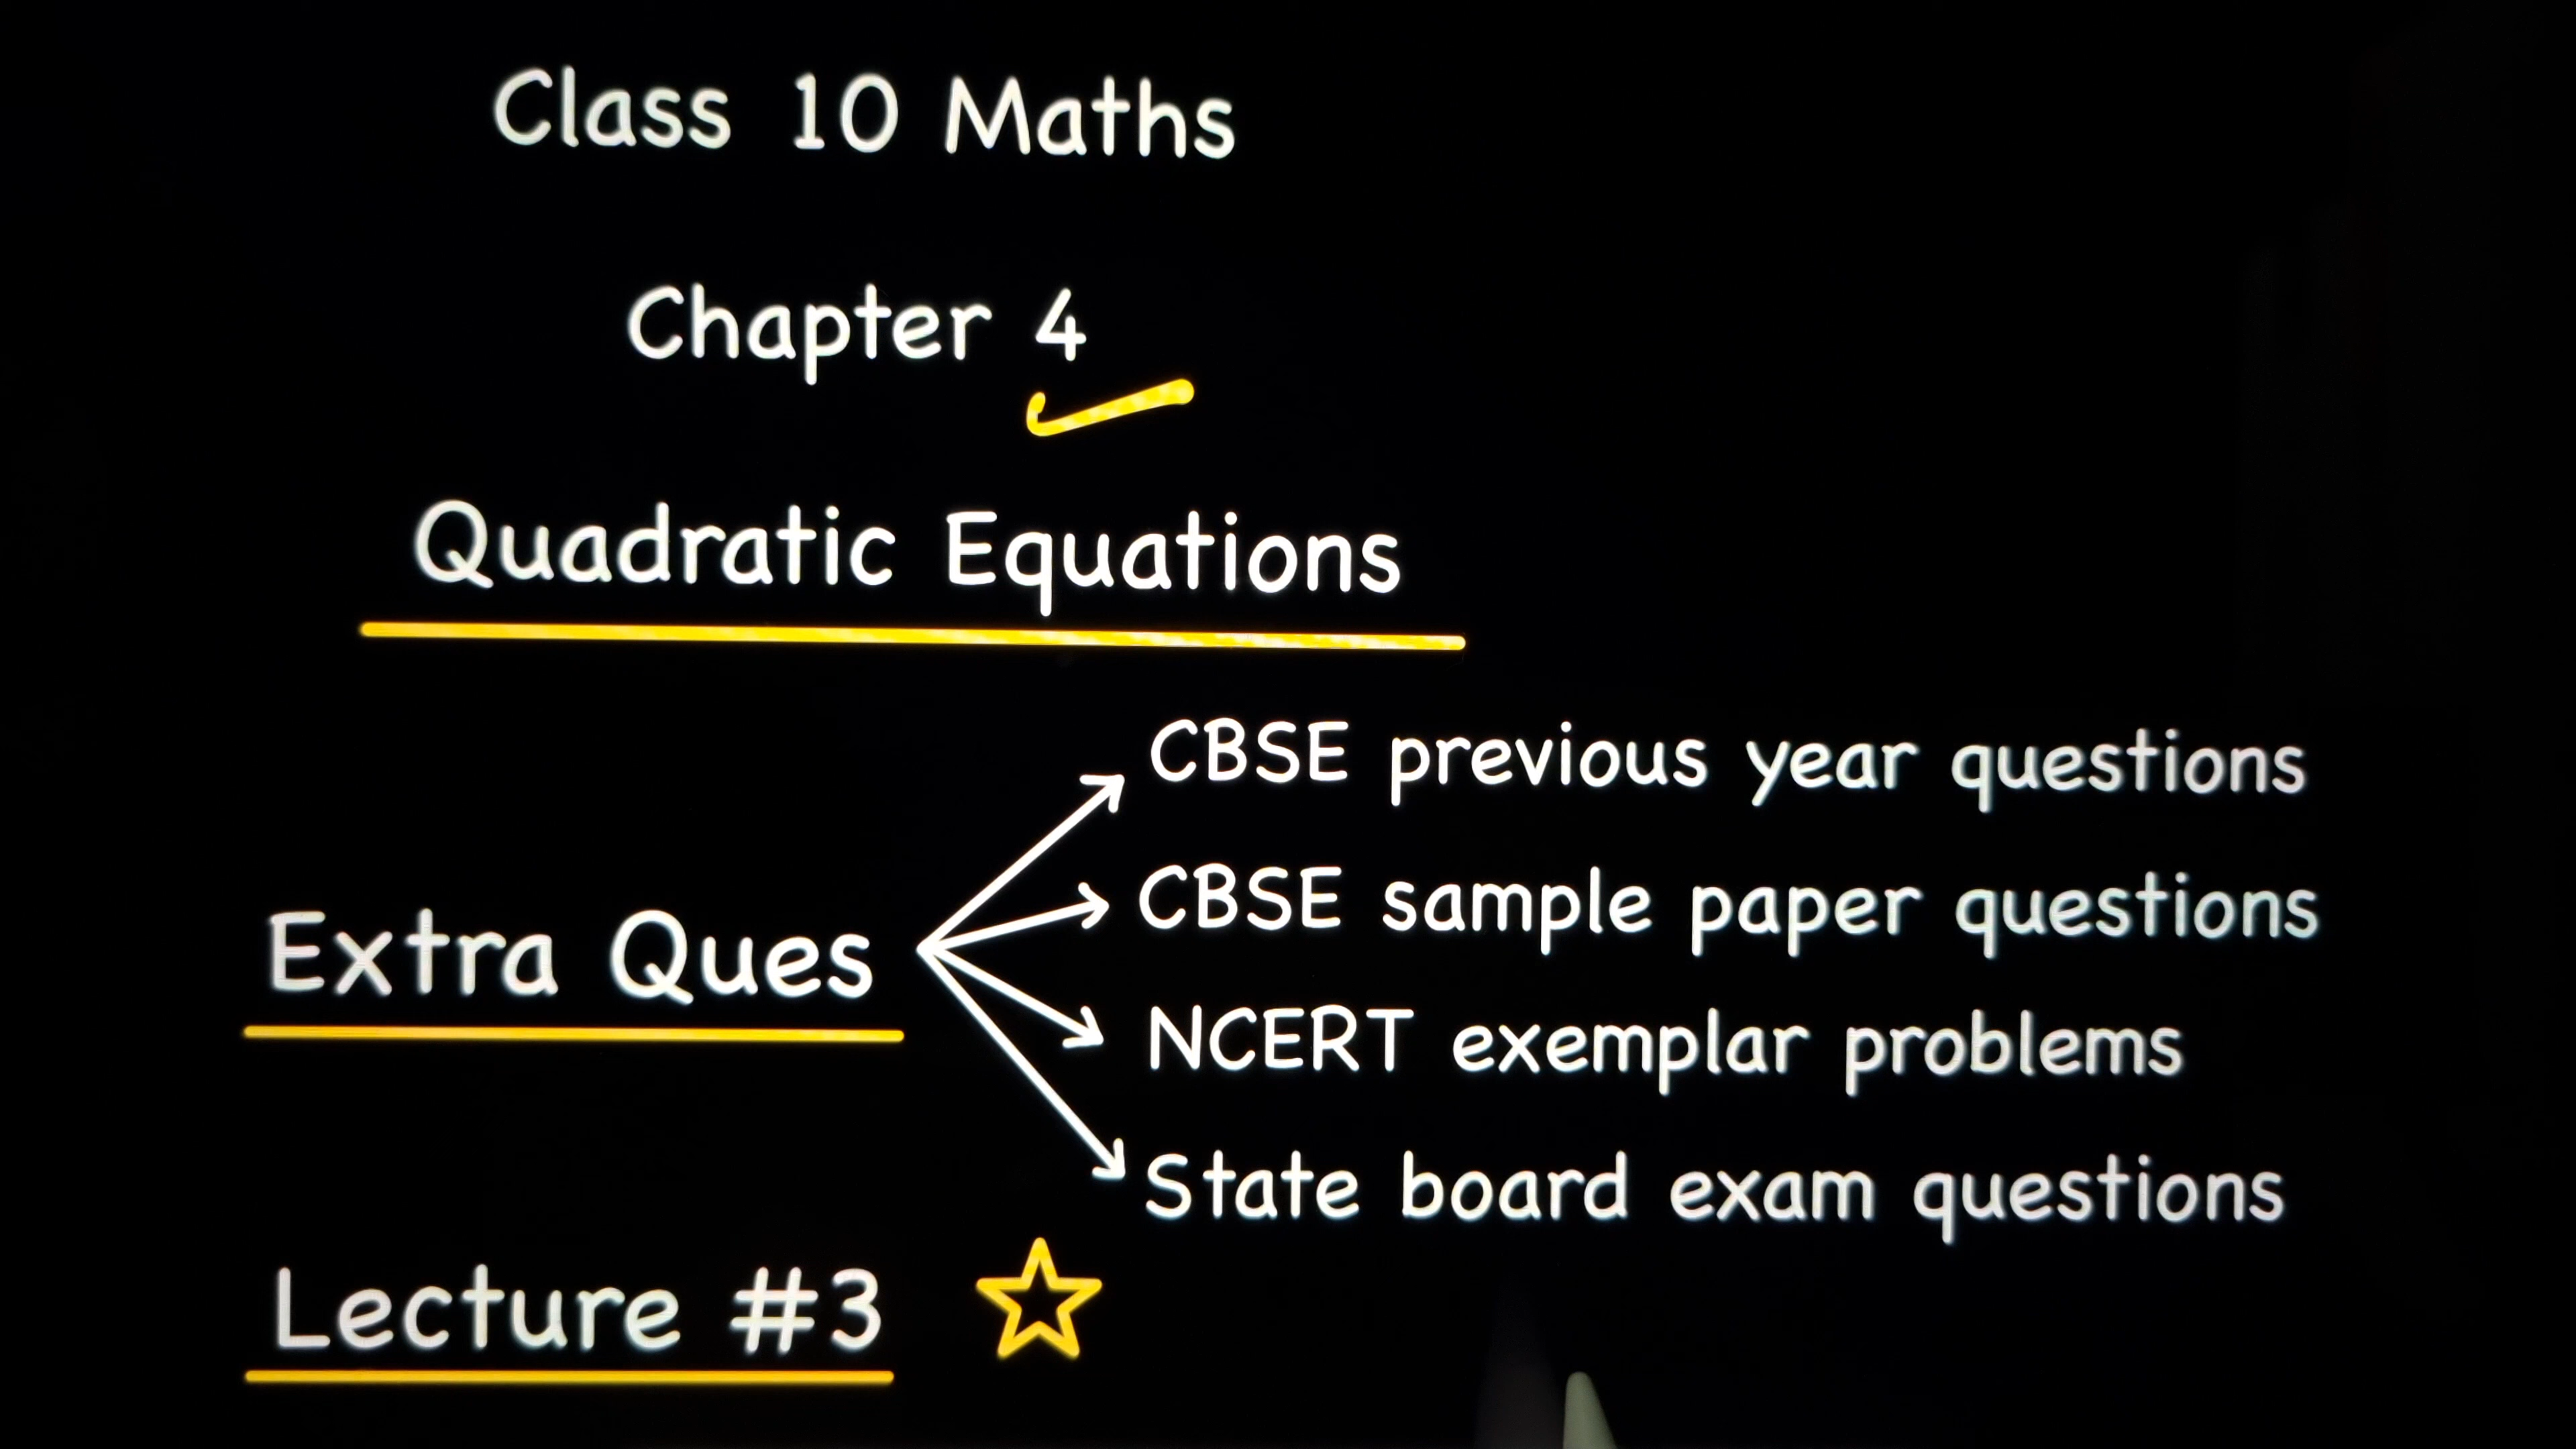 Class 10 Maths
Chapter 4
Quadratic Equations
Extra Ques
CBSE previous year questions
CBSE sample paper questions
NCERT exemplar problems
State board exam questions
Lecture #3